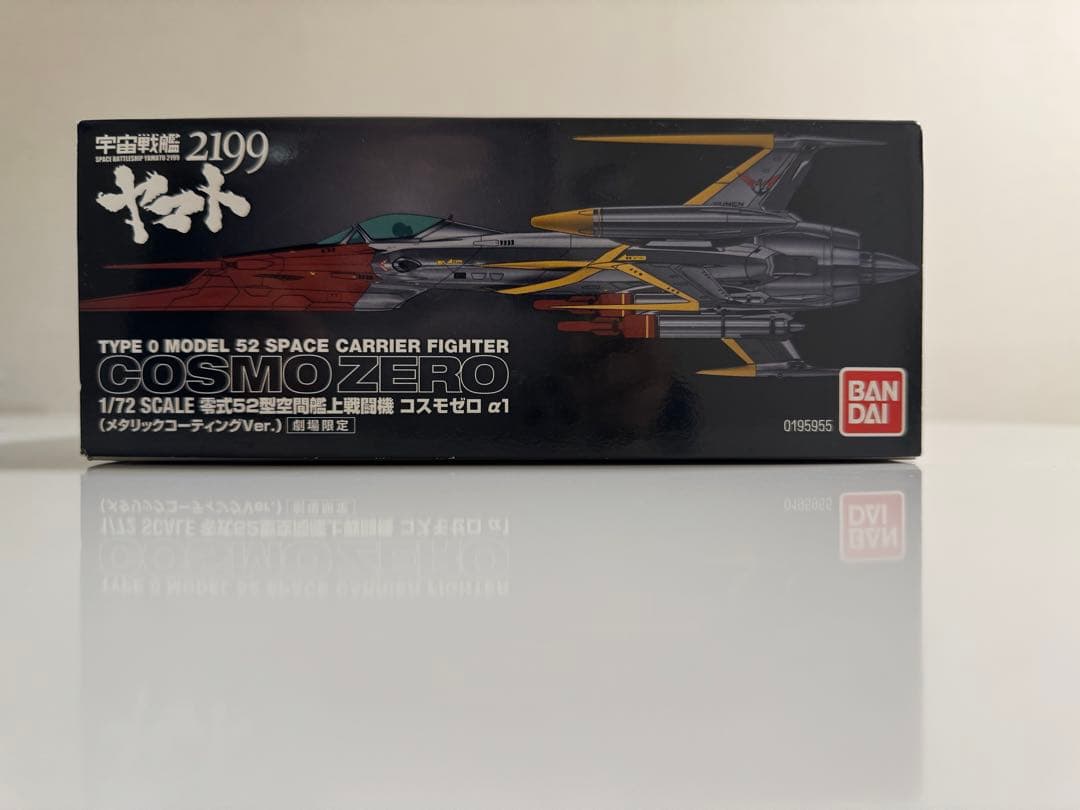 宇宙戦艦 2199
SPACE BATTLESHIP YAMATO 2199
ヤマト
TYPE 0 MODEL 52 SPACE CARRIER FIGHTER
COSMO ZERO
1/72 SCALE 零式52型空間艦上戦闘機 コスモゼロ α1
(メタリックコーティングVer.) 劇場限定
0195955
BAN
DAI